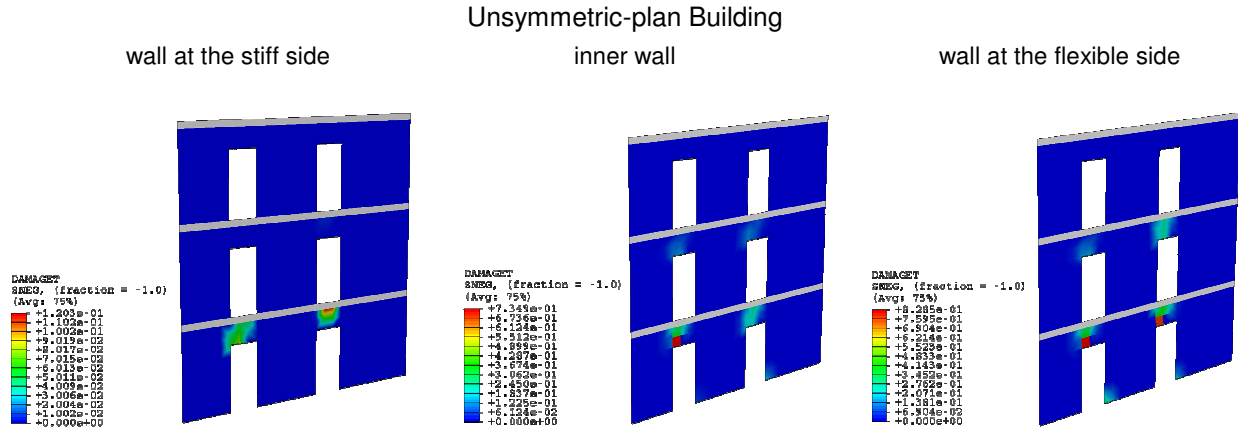 Unsymmetric-plan Building
wall at the stiff side
inner wall
wall at the flexible side
DAMAGET
SNEG, (fraction = -1.0)
(Avg: 75%)
+1.203e-01
+1.102e-01
+1.002e-01
+9.019e-02
+8.017e-02
+7.015e-02
+6.013e-02
+5.011e-02
+4.009e-02
+3.006e-02
+2.004e-02
+1.002e-02
+0.000e+00
DAMAGET
SNEG, (fraction = -1.0)
(Avg: 75%)
+7.349e-01
+6.736e-01
+6.124e-01
+5.512e-01
+4.899e-01
+4.287e-01
+3.674e-01
+3.062e-01
+2.450e-01
+1.837e-01
+1.225e-01
+6.124e-02
+0.000e+00
DAMAGET
SNEG, (fraction = -1.0)
(Avg: 75%)
+8.285e-01
+7.595e-01
+6.904e-01
+6.214e-01
+5.523e-01
+4.833e-01
+4.143e-01
+3.452e-01
+2.762e-01
+2.071e-01
+1.381e-01
+6.904e-02
+0.000e+00